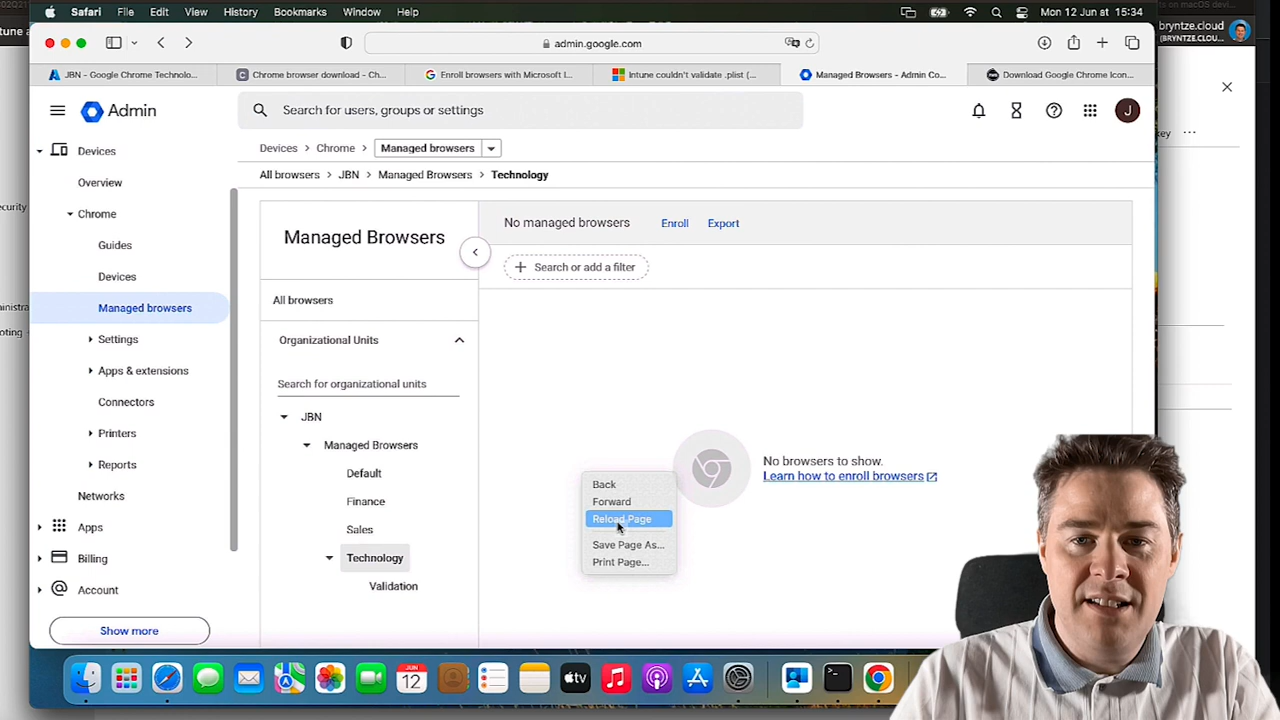 Safari File Edit View History Bookmarks Window Help
Mon 12 Jun at 15:34
bryntze.cloud
(BRYNTZE.CLOU...
admin.google.com
JBN - Google Chrome Technolo...
Chrome browser download - Ch...
Enroll browsers with Microsoft I...
Intune couldn't validate .plist (...
Managed Browsers - Admin Co...
Download Google Chrome Icon...
Admin
Search for users, groups or settings
J
Devices
Overview
Chrome
Guides
Devices
Managed browsers
Settings
Apps & extensions
Connectors
Printers
Reports
Networks
Apps
Billing
Account
Show more
Devices > Chrome > Managed browsers
All browsers > JBN > Managed Browsers > Technology
Managed Browsers
All browsers
Organizational Units
Search for organizational units
JBN
Managed Browsers
Default
Finance
Sales
Technology
Validation
No managed browsers Enroll Export
Search or add a filter
No browsers to show.
Learn how to enroll browsers
Back
Forward
Reload Page
Save Page As...
Print Page...
JUN
12
tv